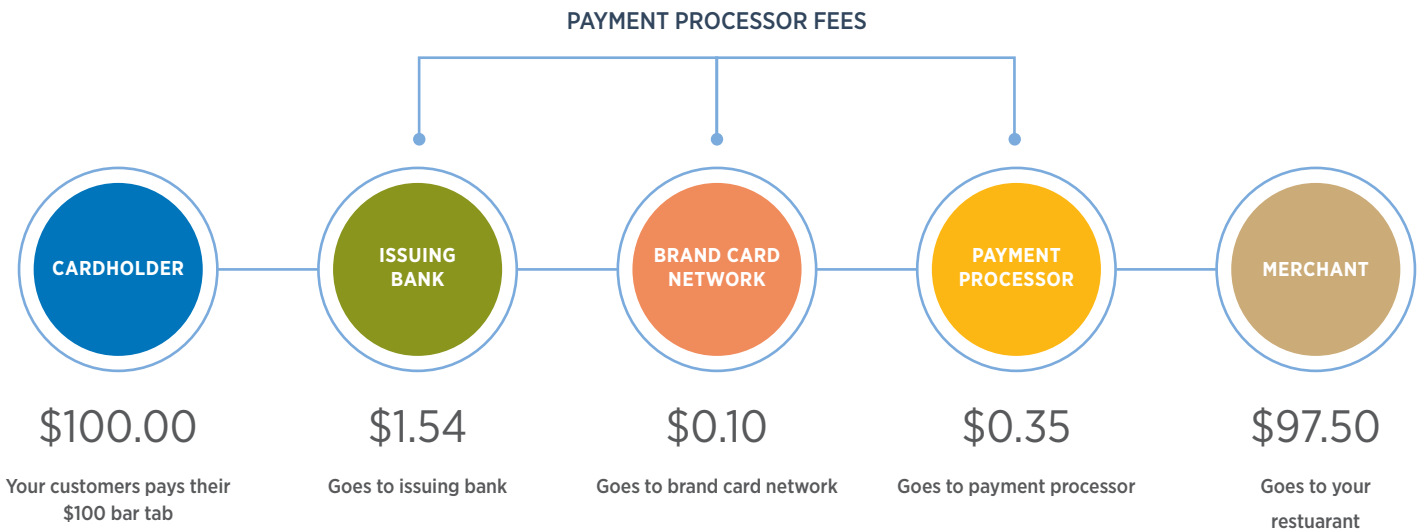 PAYMENT PROCESSOR FEES
CARDHOLDER
ISSUING
BANK
BRAND CARD
NETWORK
PAYMENT
PROCESSOR
MERCHANT
$100.00
$1.54
$0.10
$0.35
$97.50
Your customers pays their
$100 bar tab
Goes to issuing bank
Goes to brand card network
Goes to payment processor
Goes to your
restuarant